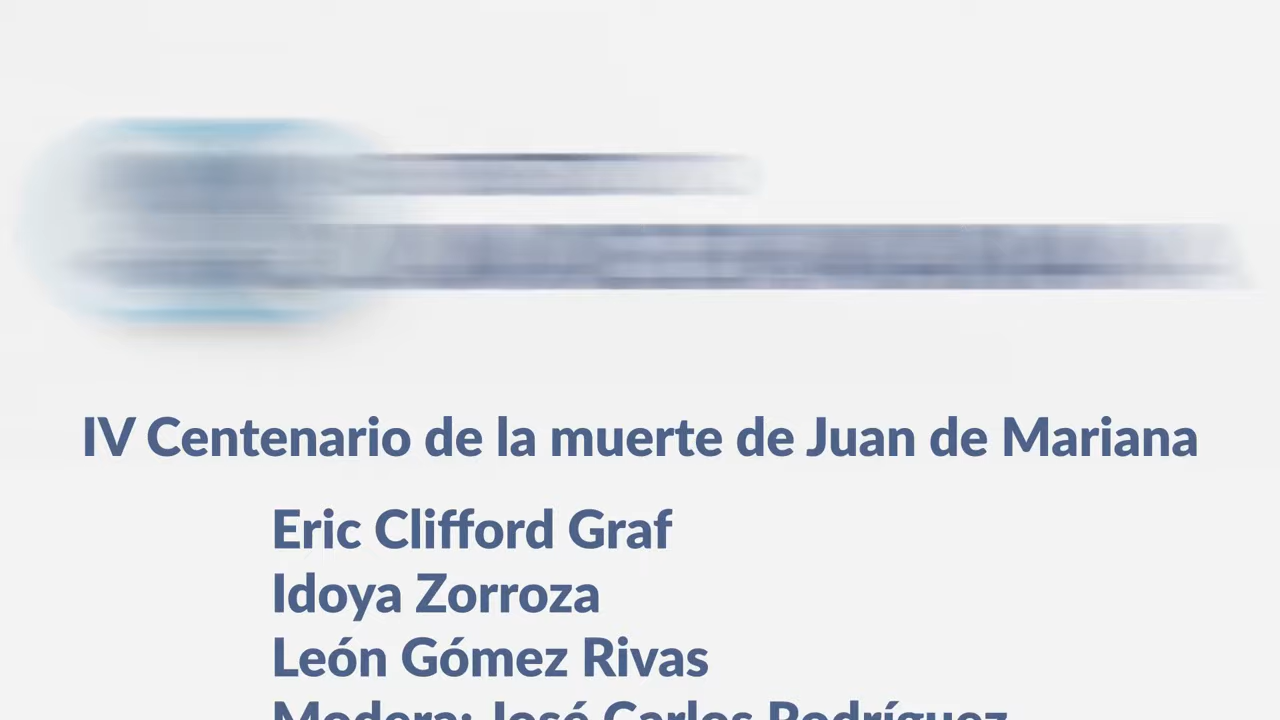 IV Centenario de la muerte de Juan de Mariana
Eric Clifford Graf
Idoya Zorroza
León Gómez Rivas
Modera: José Carlos Rodríguez